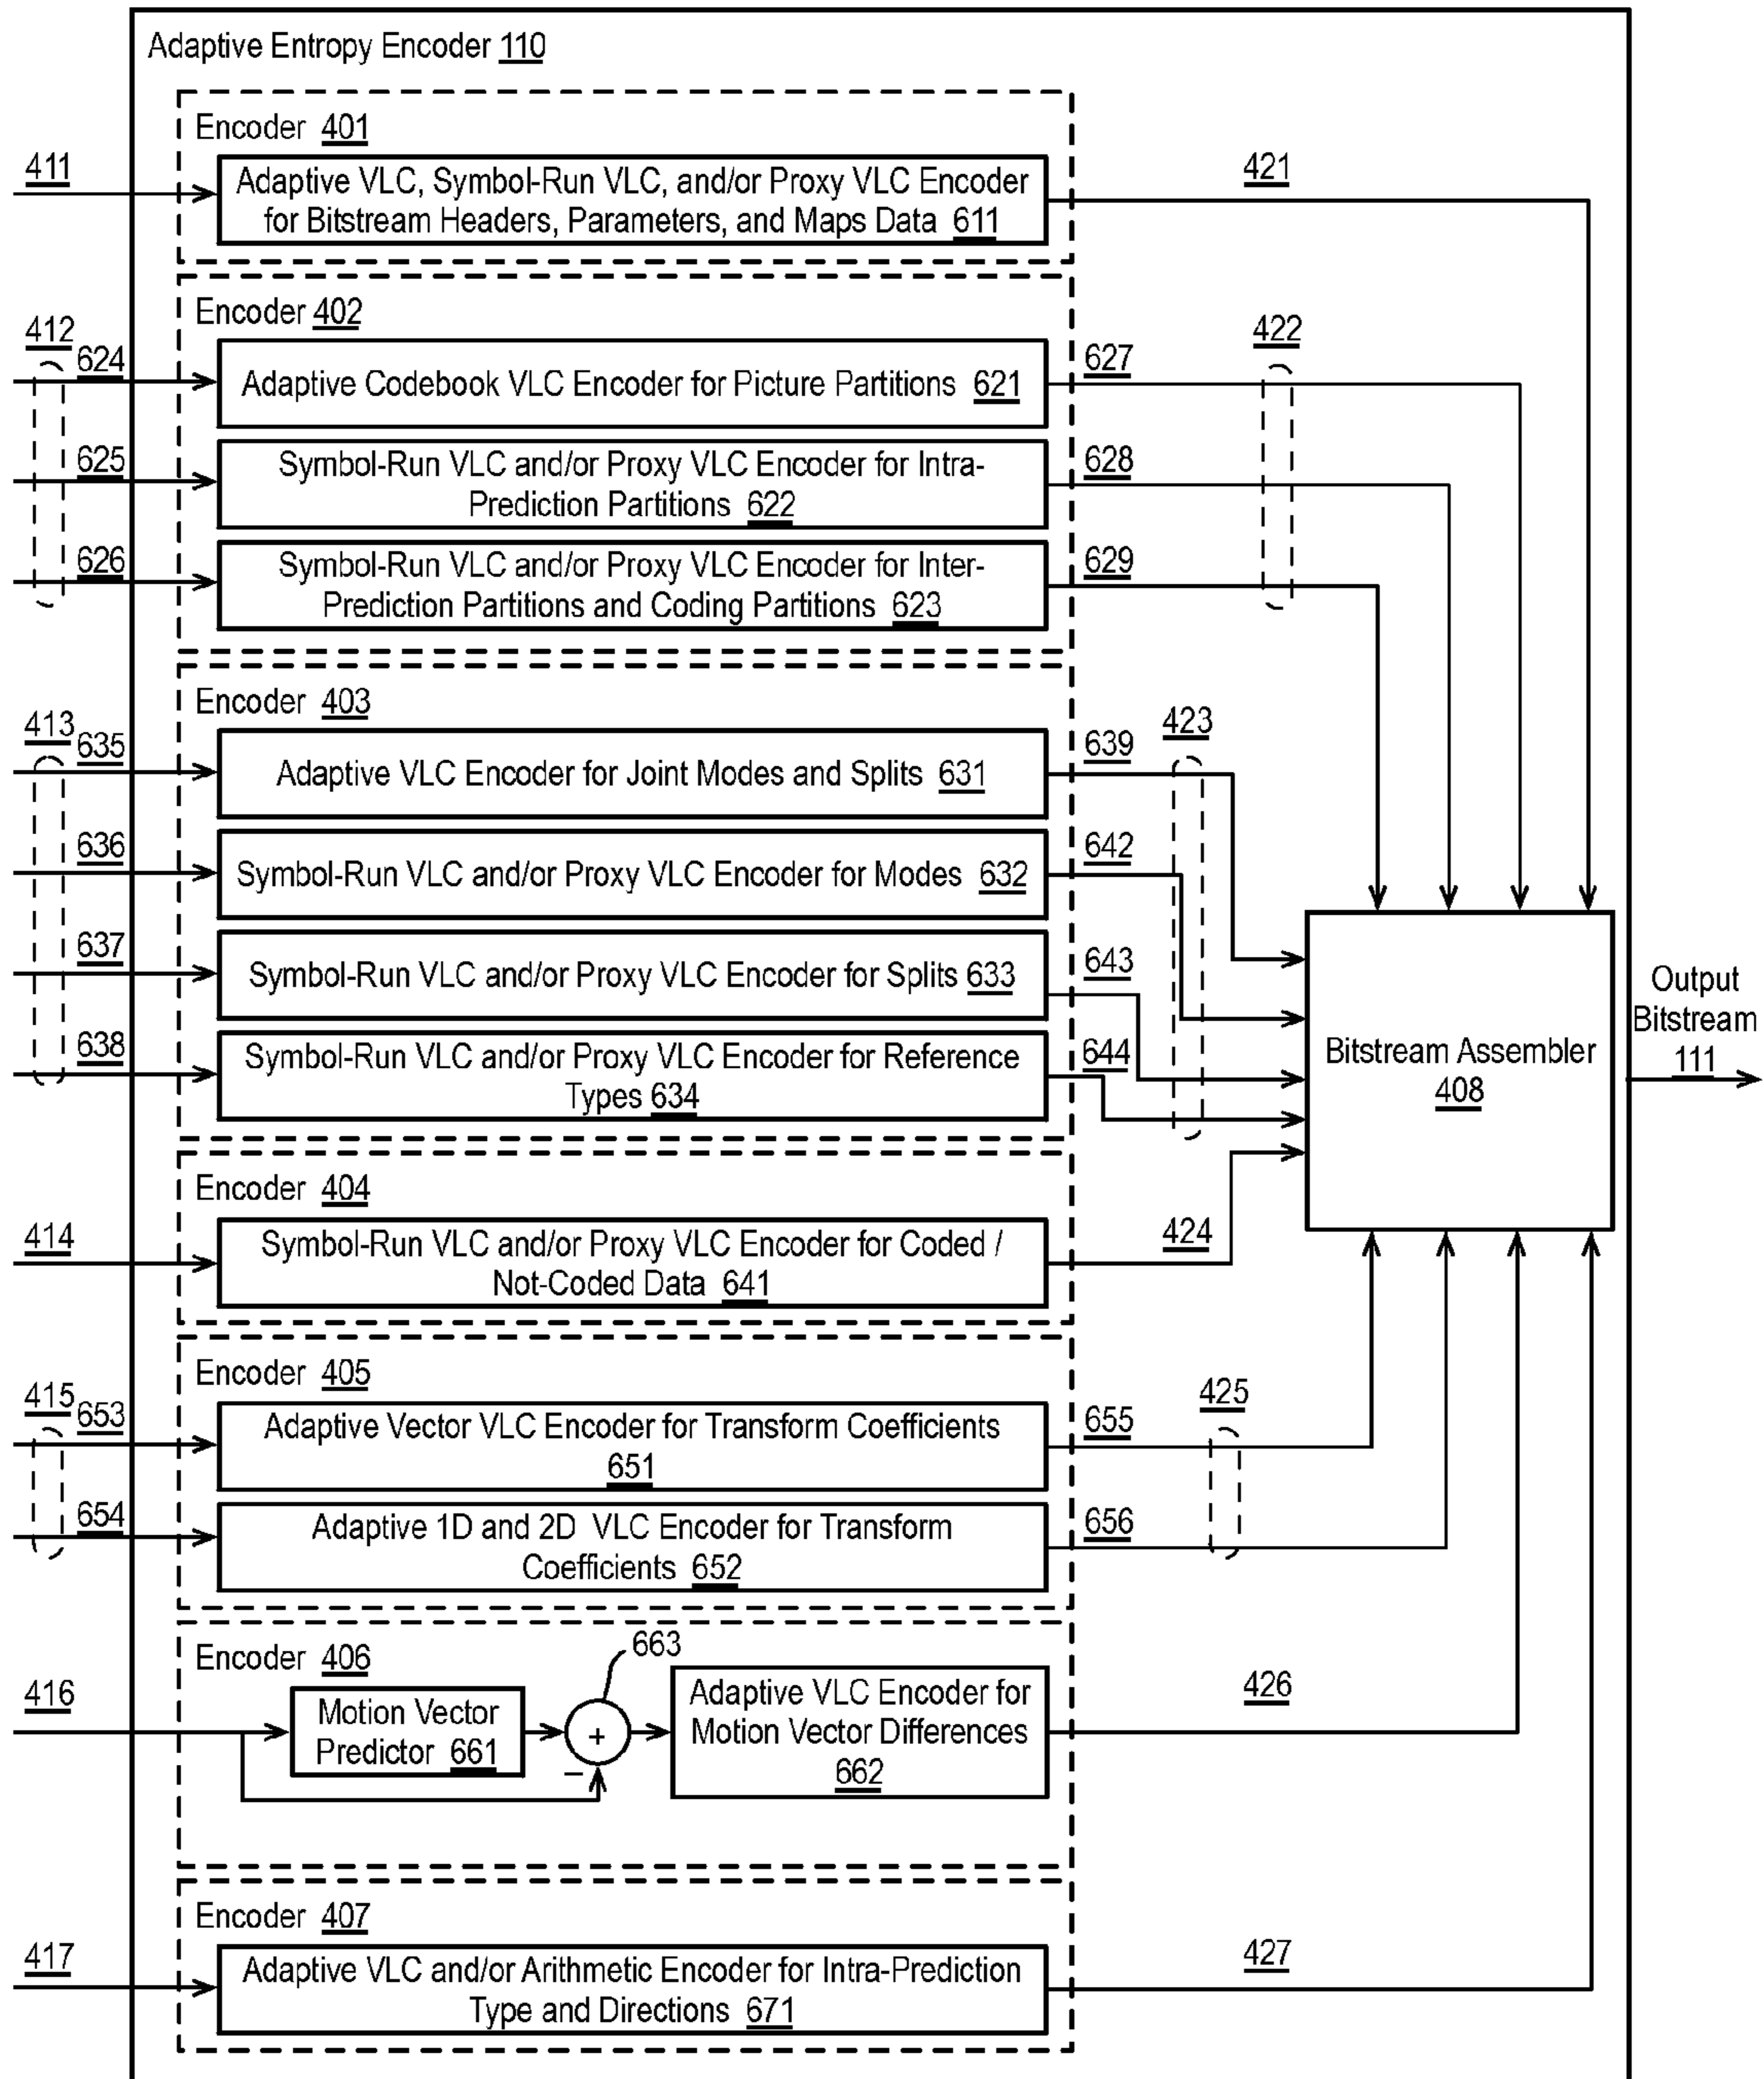 Adaptive Entropy Encoder 110
Encoder 401
411
Adaptive VLC, Symbol-Run VLC, and/or Proxy VLC Encoder
for Bitstream Headers, Parameters, and Maps Data 611
421
Encoder 402
412
624
Adaptive Codebook VLC Encoder for Picture Partitions 621
627
422
625
Symbol-Run VLC and/or Proxy VLC Encoder for Intra-
Prediction Partitions 622
628
626
Symbol-Run VLC and/or Proxy VLC Encoder for Inter-
Prediction Partitions and Coding Partitions 623
629
Encoder 403
413
635
Adaptive VLC Encoder for Joint Modes and Splits 631
639
423
636
Symbol-Run VLC and/or Proxy VLC Encoder for Modes 632
642
637
Symbol-Run VLC and/or Proxy VLC Encoder for Splits 633
643
638
Symbol-Run VLC and/or Proxy VLC Encoder for Reference
Types 634
644
Bitstream Assembler
408
Output
Bitstream
111
Encoder 404
414
Symbol-Run VLC and/or Proxy VLC Encoder for Coded /
Not-Coded Data 641
424
Encoder 405
415
653
Adaptive Vector VLC Encoder for Transform Coefficients
651
655
425
654
Adaptive 1D and 2D VLC Encoder for Transform
Coefficients 652
656
Encoder 406
416
Motion Vector
Predictor 661
663
+
−
Adaptive VLC Encoder for
Motion Vector Differences
662
426
Encoder 407
417
Adaptive VLC and/or Arithmetic Encoder for Intra-Prediction
Type and Directions 671
427